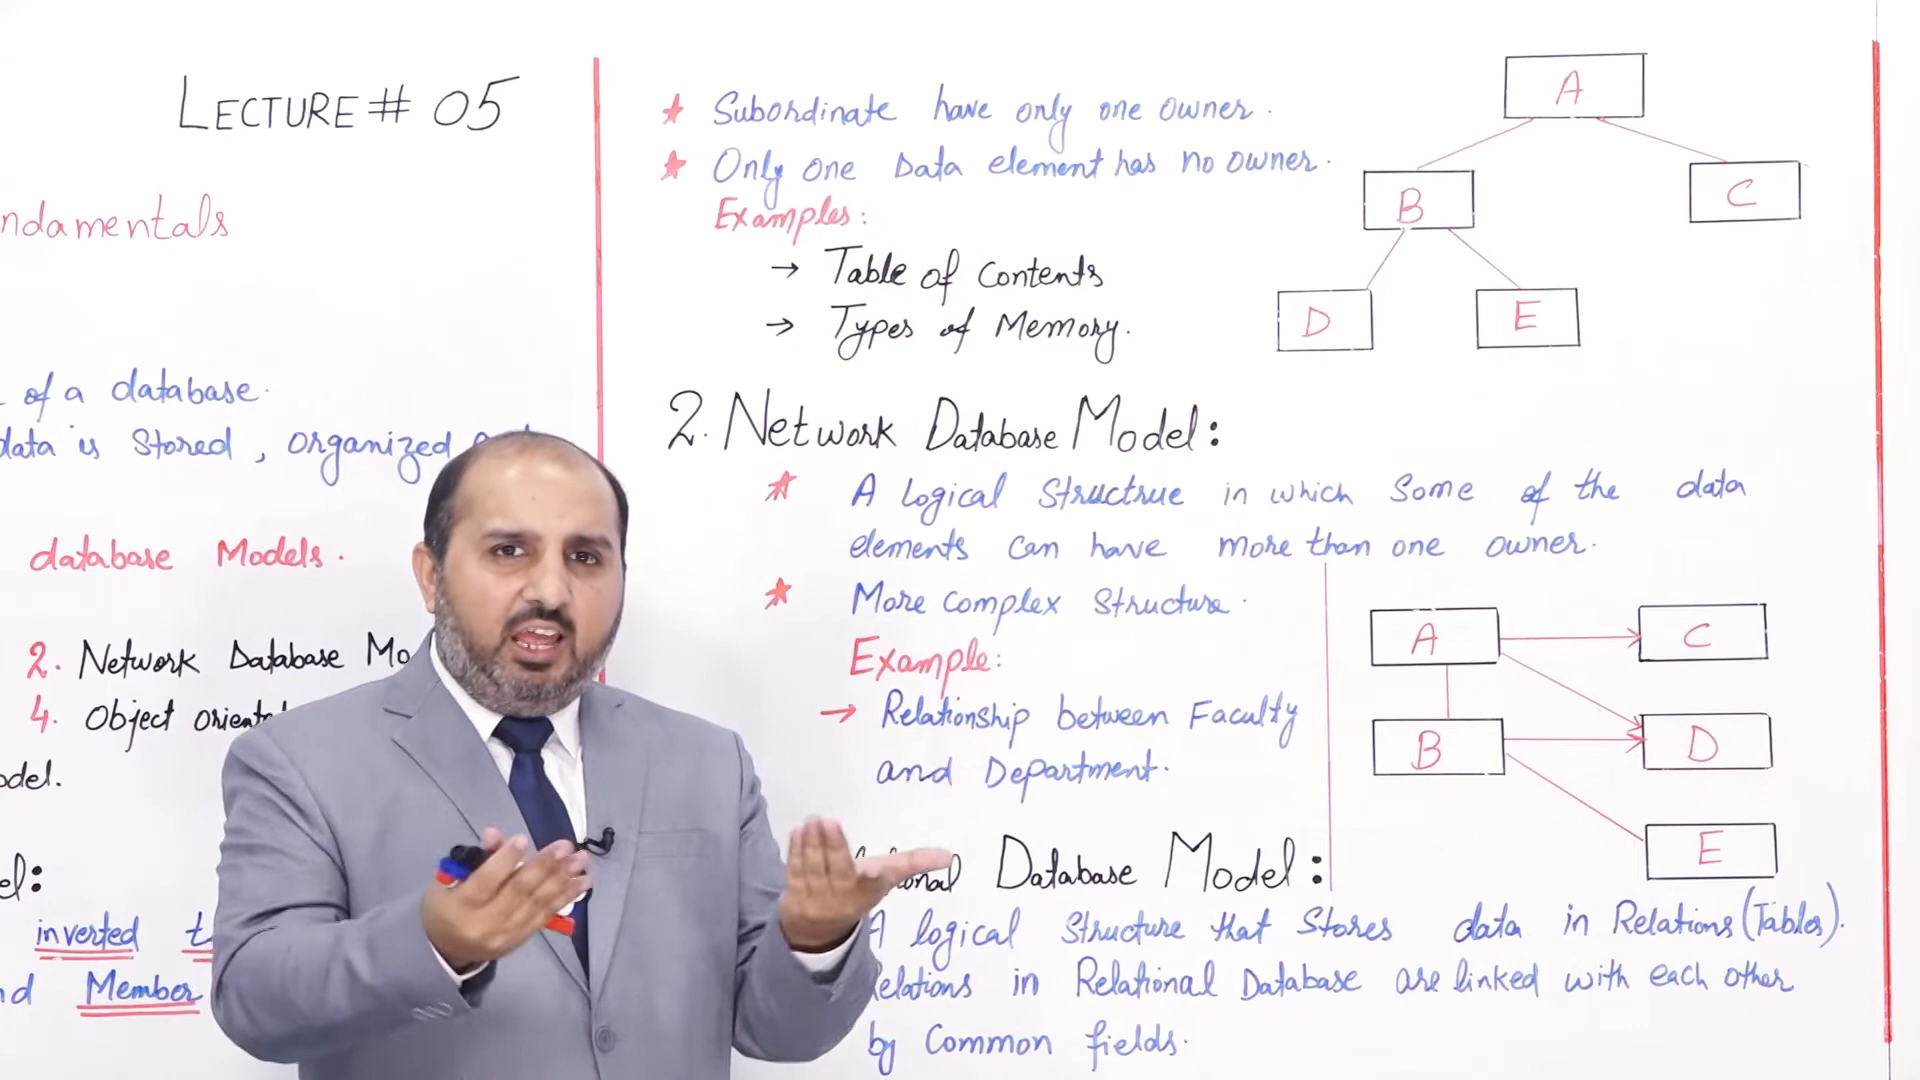 LECTURE # 05
ndamentals
of a database.
data is Stored, organized
database Models.
2. Network Database Mo
4. Object orient
odel.
el:
inverted t
nd Member
★ Subordinate have only one owner.
★ Only one Data element has no owner.
Examples:
→ Table of Contents
→ Types of Memory.
A
B
C
D
E
2. Network Database Model:
★ A logical Structrue in which Some of the data
elements can have more than one owner.
★ More complex Structure.
Example:
→ Relationship between Faculty
and Department.
A
C
B
D
E
ional Database Model:
A logical Structure that Stores data in Relations (Tables).
elations in Relational Database are linked with each other
by Common fields.